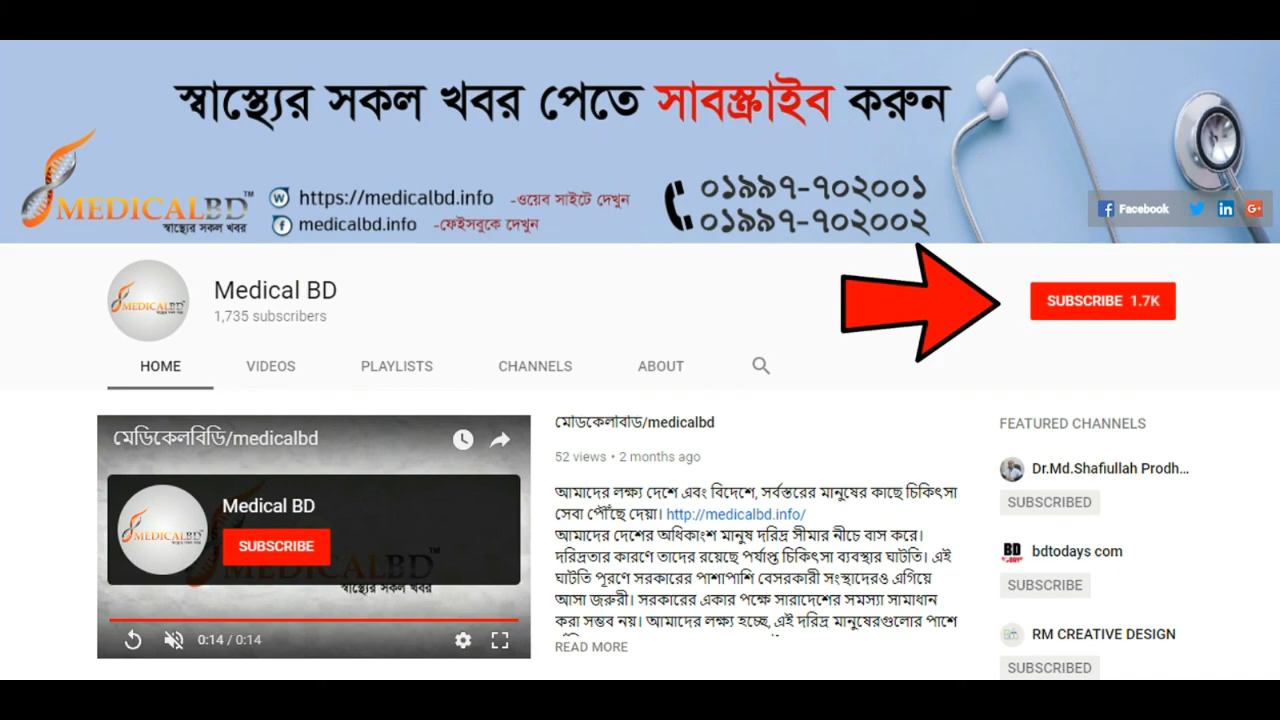 স্বাস্থ্যের সকল খবর পেতে সাবস্ক্রাইব করুন
MEDICALBD™
স্বাস্থ্যের সকল খবর
https://medicalbd.info -ওয়েব সাইটে দেখুন
medicalbd.info -ফেইসবুকে দেখুন
০১৯৯৭-৭০২০০১
০১৯৯৭-৭০২০০২
Facebook
Medical BD
1,735 subscribers
SUBSCRIBE 1.7K
HOME VIDEOS PLAYLISTS CHANNELS ABOUT
মেডিকেলবিডি/medicalbd
Medical BD
SUBSCRIBE
স্বাস্থ্যের সকল খবর
0:14 / 0:14
মেডিকেলবিডি/medicalbd
52 views • 2 months ago
আমাদের লক্ষ্য দেশে এবং বিদেশে, সর্বস্তরের মানুষের কাছে চিকিৎসা
সেবা পৌঁছে দেয়া। http://medicalbd.info/
আমাদের দেশের অধিকাংশ মানুষ দরিদ্র সীমার নীচে বাস করে।
দরিদ্রতার কারণে তাদের রয়েছে পর্যাপ্ত চিকিৎসা ব্যবস্থার ঘাটতি। এই
ঘাটতি পূরণে সরকারের পাশাপাশি বেসরকারী সংস্থাদেরও এগিয়ে
আসা জরুরী। সরকারের একার পক্ষে সারাদেশের সমস্যা সামাধান
করা সম্ভব নয়। আমাদের লক্ষ্য হচ্ছে, এই দরিদ্র মানুষেরগুলোর পাশে
READ MORE
FEATURED CHANNELS
Dr.Md.Shafiullah Prodh...
SUBSCRIBED
bdtodays com
SUBSCRIBED
RM CREATIVE DESIGN
SUBSCRIBED